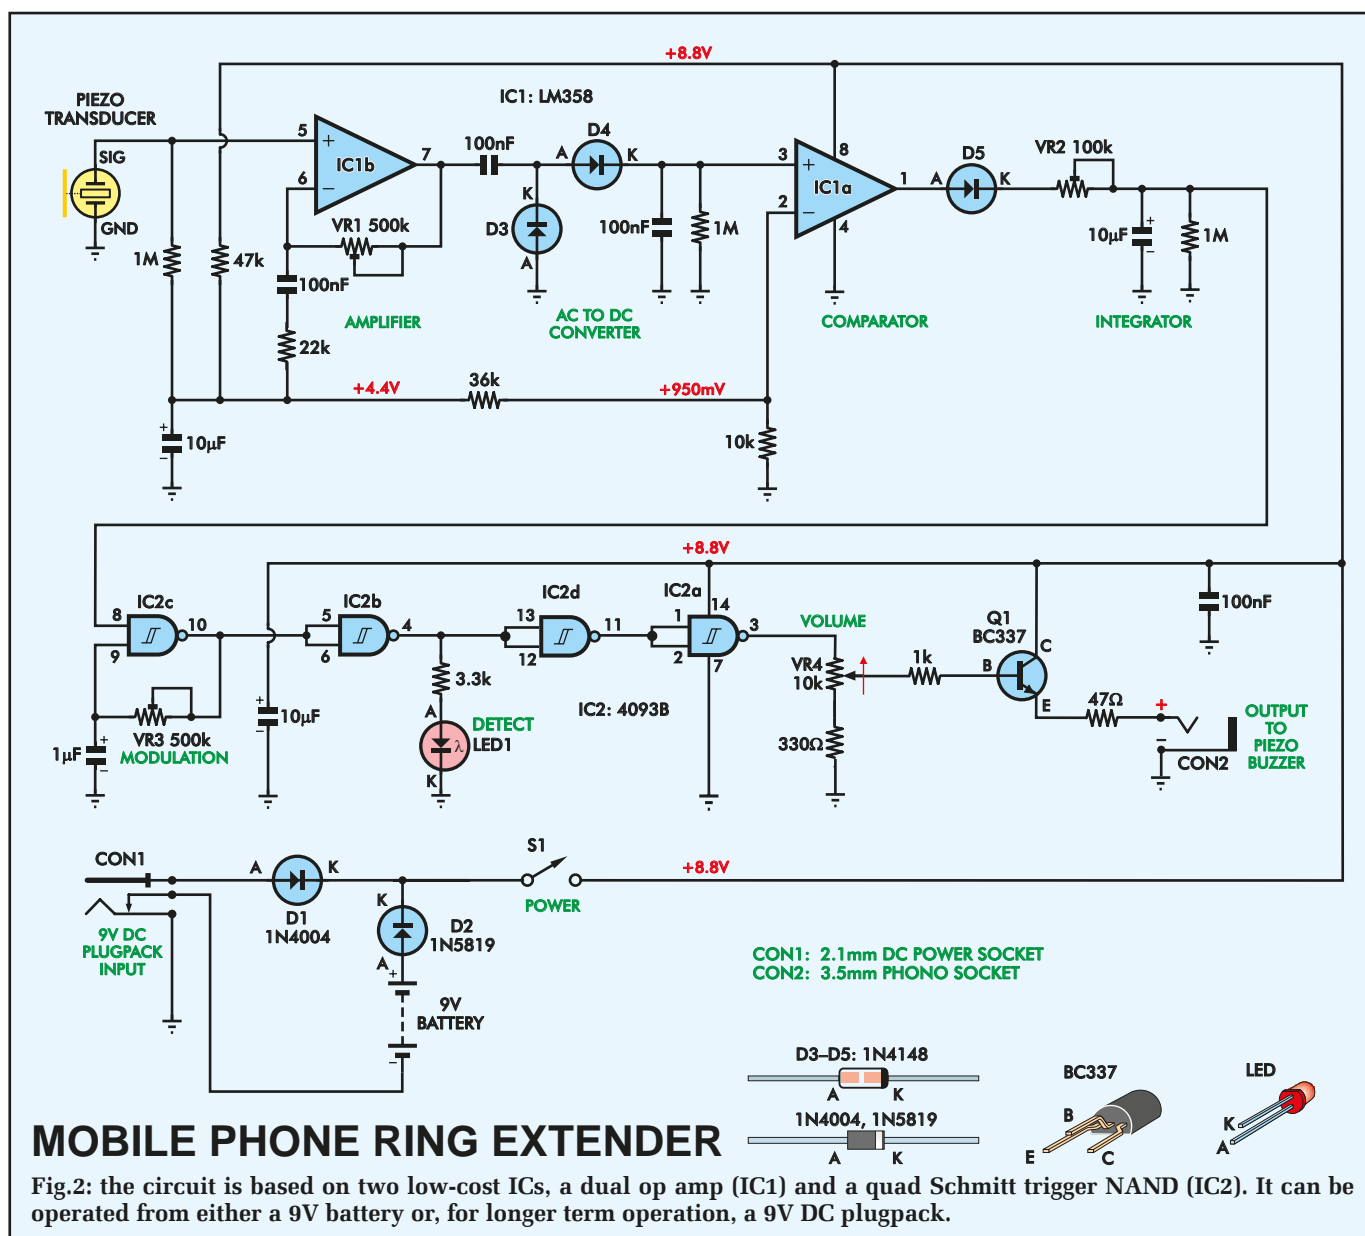 +8.8V
PIEZO
TRANSDUCER
IC1: LM358
SIG
GND
5
+
IC1b
7
6
−
100nF
A
D4
K
K
D3
A
3
+
8
IC1a
1
2
−
4
A
D5
K
VR2 100k
VR1 500k
1M
47k
100nF
100nF
1M
10µF
+
−
1M
AMPLIFIER
AC TO DC
CONVERTER
COMPARATOR
INTEGRATOR
22k
+4.4V
36k
+950mV
+
10µF
−
10k
+8.8V
IC2c
8
10
9
IC2b
5
4
6
IC2d
13
11
12
IC2a
1
14
3
2
7
VOLUME
VR4
10k
1k
Q1
BC337
B
C
E
100nF
3.3k
A
DETECT
LED1
λ
K
IC2: 4093B
+
10µF
−
VR3 500k
MODULATION
1µF
+
−
330Ω
47Ω
+
−
CON2
OUTPUT
TO
PIEZO
BUZZER
CON1
A
K
D1
1N4004
S1
POWER
+8.8V
9V DC
PLUGPACK
INPUT
K
D2
1N5819
A
+
9V
BATTERY
−
CON1: 2.1mm DC POWER SOCKET
CON2: 3.5mm PHONO SOCKET
D3–D5: 1N4148
A
K
1N4004, 1N5819
A
K
BC337
B
E
C
LED
K
A
MOBILE PHONE RING EXTENDER
Fig.2: the circuit is based on two low-cost ICs, a dual op amp (IC1) and a quad Schmitt trigger NAND (IC2). It can be
operated from either a 9V battery or, for longer term operation, a 9V DC plugpack.